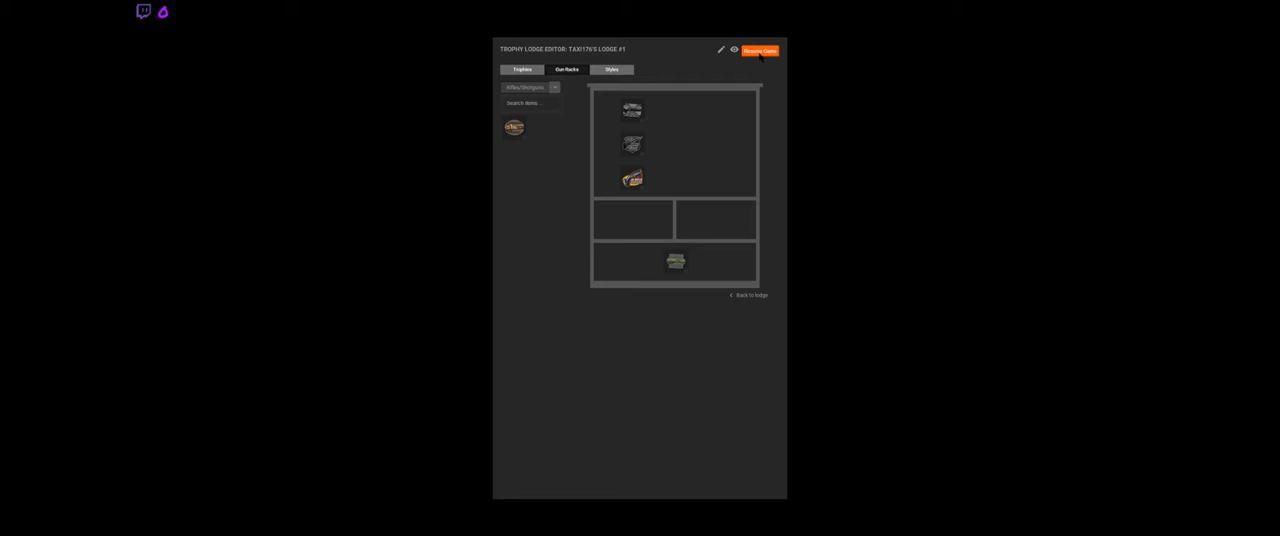 TROPHY LODGE EDITOR: TAXI176'S LODGE #1
Resume Game
Trophies
Gun Racks
Styles
Rifles/Shotguns
Search items ...
Back to lodge